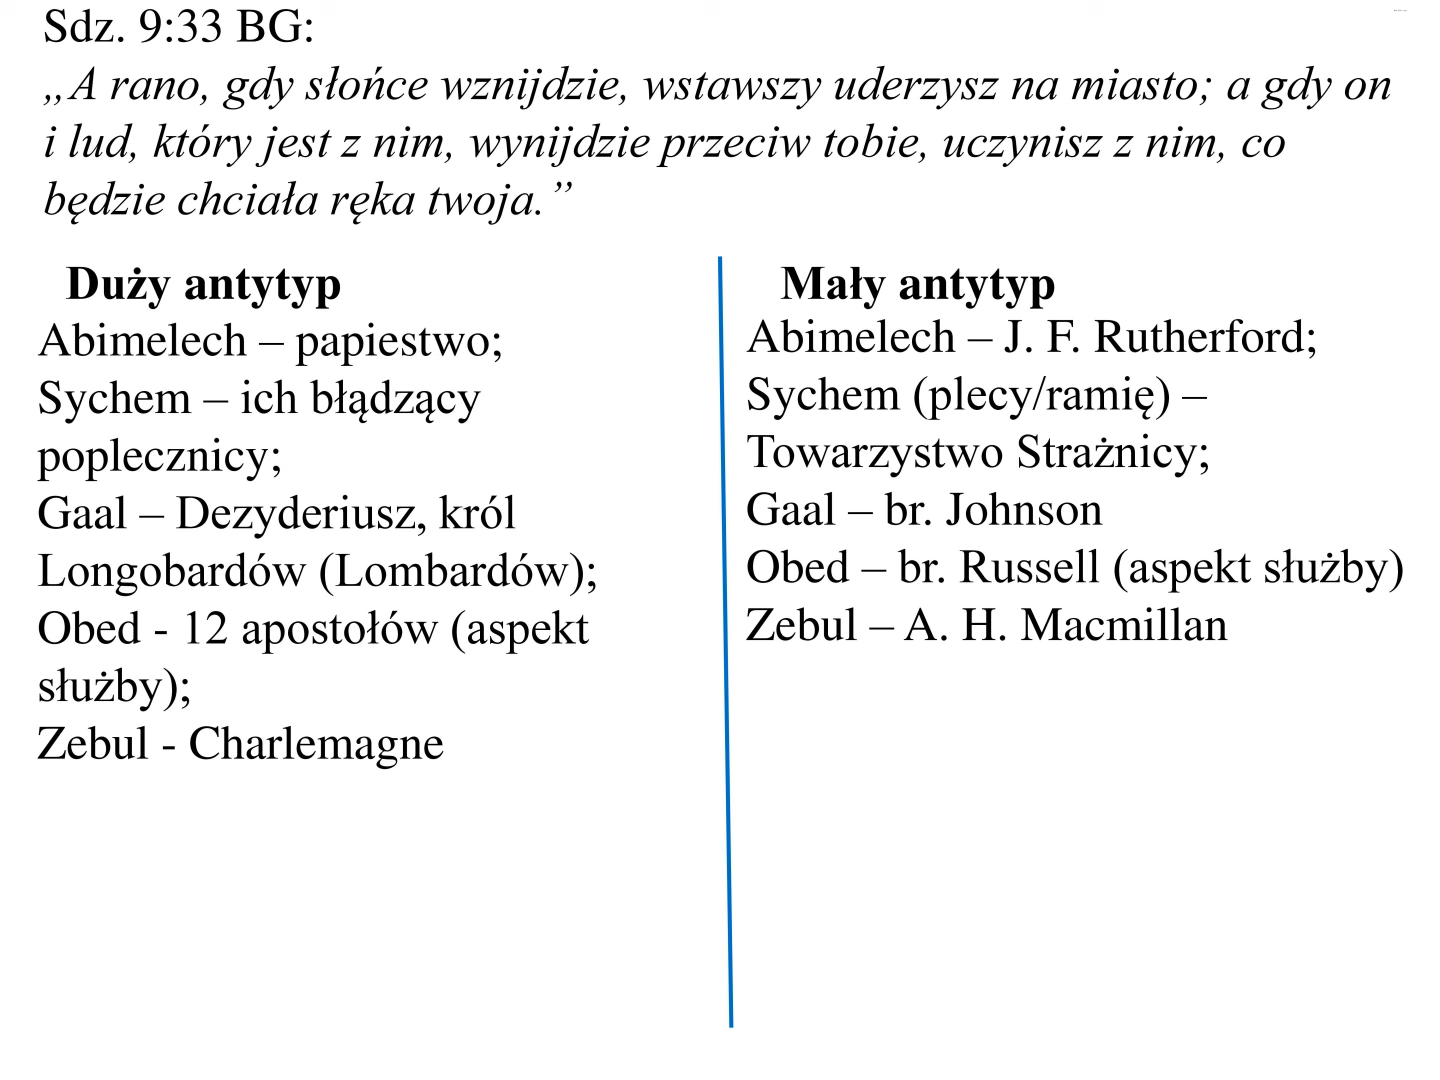 Sdz. 9:33 BG:
„A rano, gdy słońce wznijdzie, wstawszy uderzysz na miasto; a gdy on
i lud, który jest z nim, wynijdzie przeciw tobie, uczynisz z nim, co
będzie chciała ręka twoja.”
Duży antytyp
Abimelech – papiestwo;
Sychem – ich błądzący
poplecznicy;
Gaal – Dezyderiusz, król
Longobardów (Lombardów);
Obed - 12 apostołów (aspekt
służby);
Zebul - Charlemagne
Mały antytyp
Abimelech – J. F. Rutherford;
Sychem (plecy/ramię) –
Towarzystwo Strażnicy;
Gaal – br. Johnson
Obed – br. Russell (aspekt służby)
Zebul – A. H. Macmillan